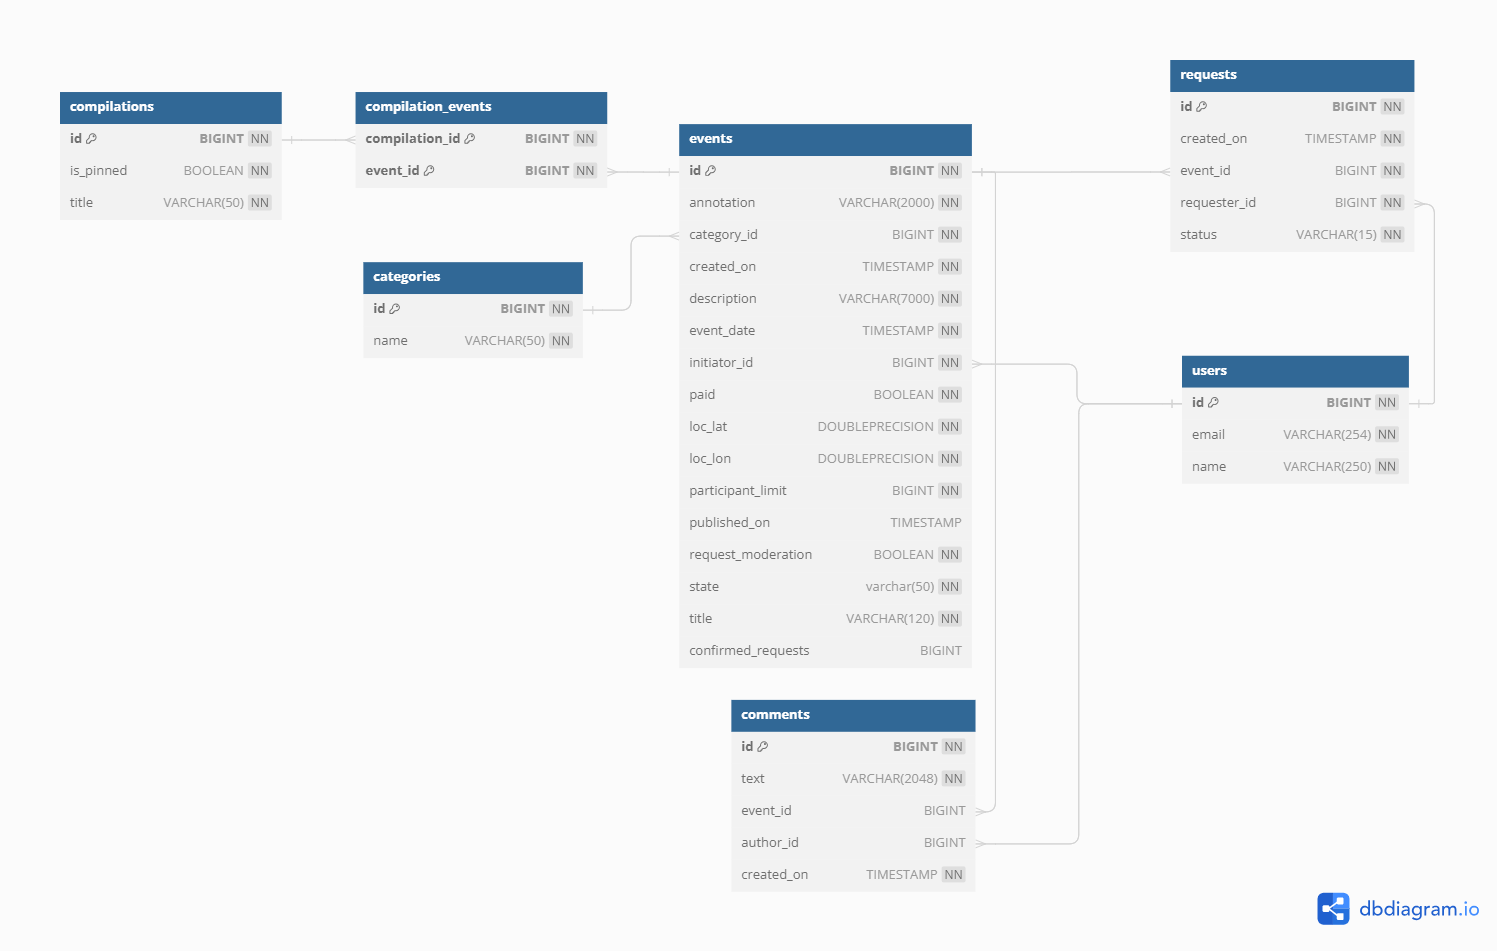 compilations
id BIGINT NN
is_pinned BOOLEAN NN
title VARCHAR(50) NN
compilation_events
compilation_id BIGINT NN
event_id BIGINT NN
categories
id BIGINT NN
name VARCHAR(50) NN
events
id BIGINT NN
annotation VARCHAR(2000) NN
category_id BIGINT NN
created_on TIMESTAMP NN
description VARCHAR(7000) NN
event_date TIMESTAMP NN
initiator_id BIGINT NN
paid BOOLEAN NN
loc_lat DOUBLEPRECISION NN
loc_lon DOUBLEPRECISION NN
participant_limit BIGINT NN
published_on TIMESTAMP
request_moderation BOOLEAN NN
state varchar(50) NN
title VARCHAR(120) NN
confirmed_requests BIGINT
requests
id BIGINT NN
created_on TIMESTAMP NN
event_id BIGINT NN
requester_id BIGINT NN
status VARCHAR(15) NN
users
id BIGINT NN
email VARCHAR(254) NN
name VARCHAR(250) NN
comments
id BIGINT NN
text VARCHAR(2048) NN
event_id BIGINT
author_id BIGINT
created_on TIMESTAMP NN
dbdiagram.io